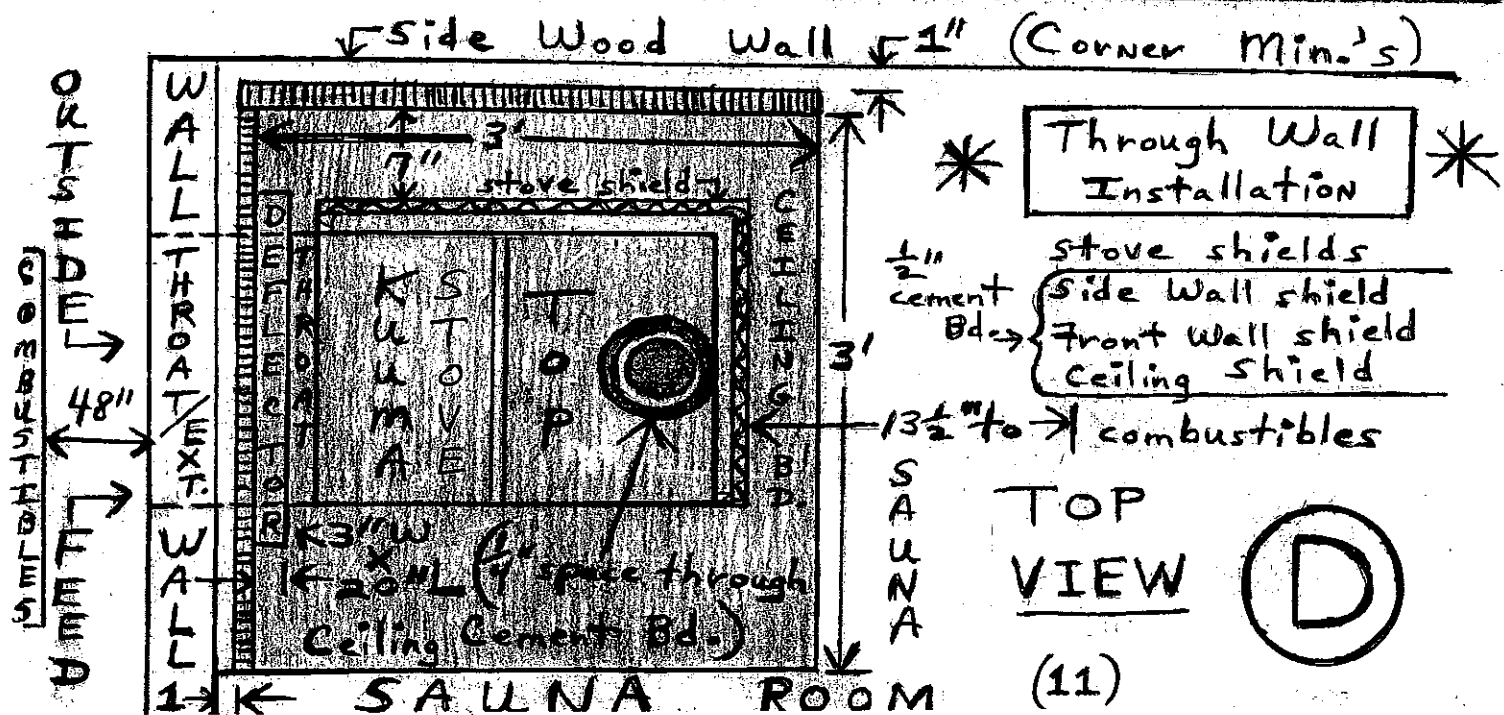 Side Wood Wall 1" (Corner Min.'s)
OUTSIDE FEED
COMBUSTIBLES
48"
WALL
THROAT/EXT.
WALL
1"
3'
7"
stove shield
DEFLECTOR
THROAT
KUUMA
STOVE
TOP
CEILING BD.
3'
3"W
x
20"L (1/4" space through
Ceiling Cement Bd.)
SAUNA ROOM
Through Wall
Installation
stove shields
1/2"
cement
Bd.
Side Wall shield
Front Wall shield
Ceiling Shield
13 1/2" to combustibles
SAUNA
TOP
VIEW
D
(11)